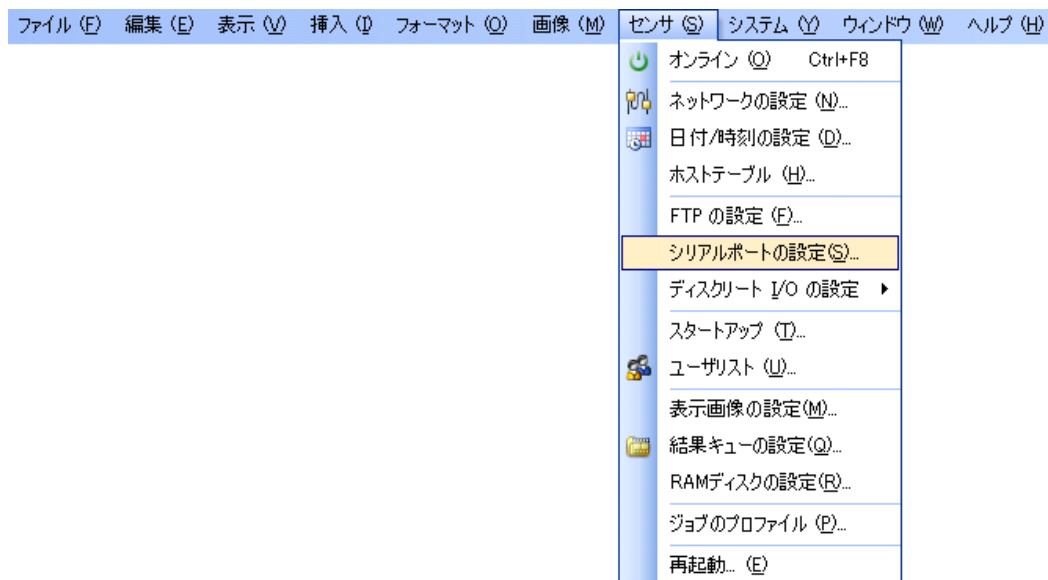 ファイル (F) 編集 (E) 表示 (V) 挿入 (I) フォーマット (O) 画像 (M) センサ (S) システム (Y) ウィンドウ (W) ヘルプ (H)
オンライン (O) Ctrl+F8
ネットワークの設定 (N)...
日付/時刻の設定 (D)...
ホストテーブル (H)...
FTP の設定 (F)...
シリアルポートの設定(S)...
ディスクリート I/O の設定
スタートアップ (T)...
ユーザリスト (U)...
表示画像の設定(M)...
結果キューの設定(Q)...
RAMディスクの設定(R)...
ジョブのプロファイル (P)...
再起動... (E)